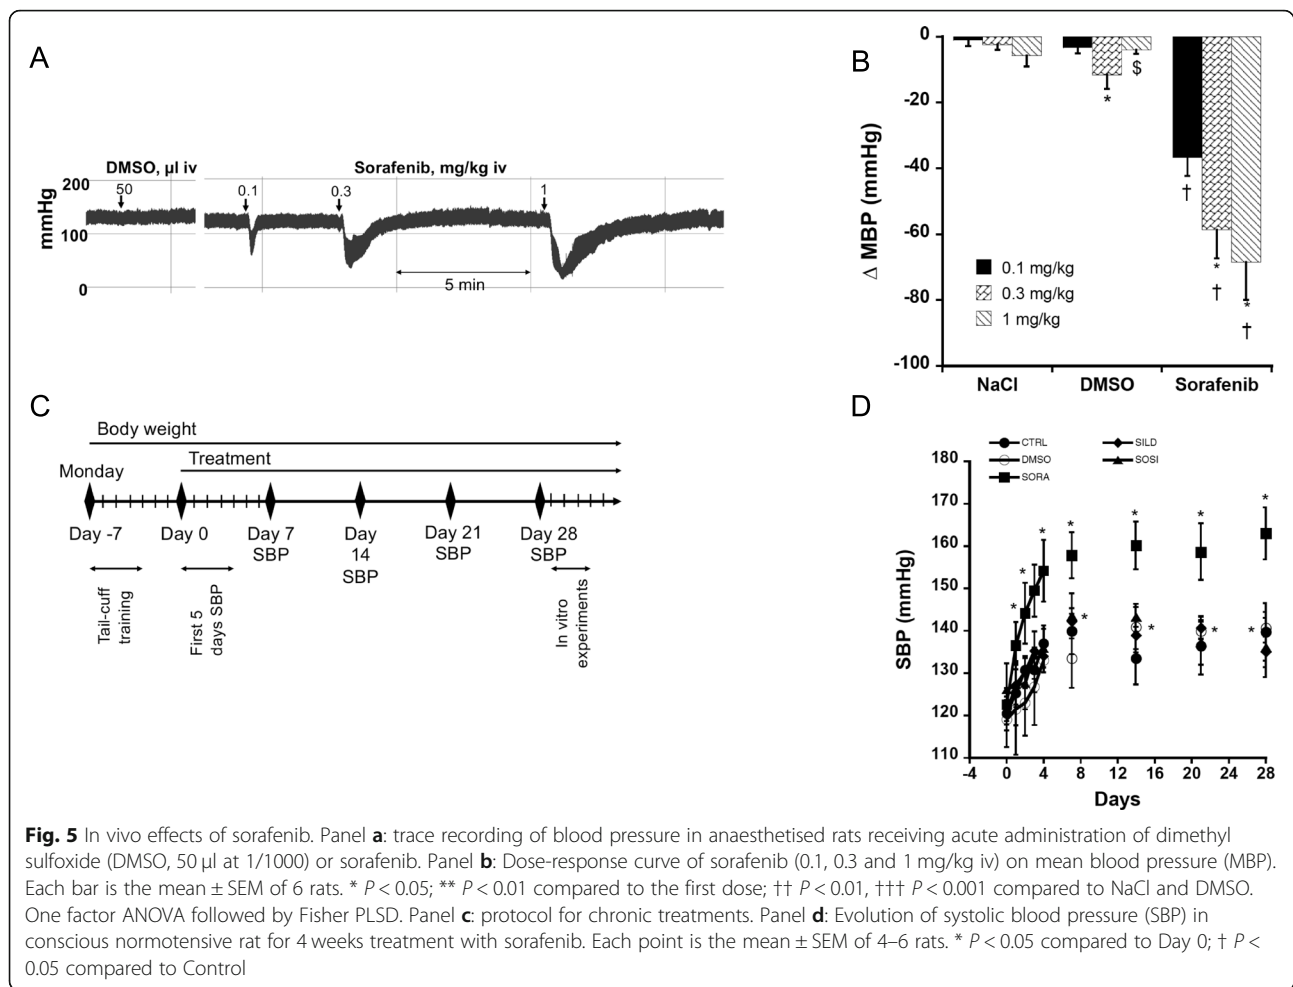 A
DMSO, µl iv
Sorafenib, mg/kg iv
200
50
0.1
0.3
1
mmHg
100
0
5 min
B
0
-20
-40
-60
-80
-100
Δ MBP (mmHg)
*
$
†
*
†
*
†
0.1 mg/kg
0.3 mg/kg
1 mg/kg
NaCl
DMSO
Sorafenib
C
Body weight
Treatment
Monday
Day -7
Day 0
Day 7
SBP
Day
14
SBP
Day 21
SBP
Day 28
SBP
Tail-cuff
training
First 5
days SBP
In vitro
experiments
D
CTRL
DMSO
SORA
SILD
SOSI
180
170
160
150
140
130
120
110
SBP (mmHg)
* * * * * * * * * * *
-4 0 4 8 12 16 20 24 28
Days
Fig. 5 In vivo effects of sorafenib. Panel a: trace recording of blood pressure in anaesthetised rats receiving acute administration of dimethyl
sulfoxide (DMSO, 50 µl at 1/1000) or sorafenib. Panel b: Dose-response curve of sorafenib (0.1, 0.3 and 1 mg/kg iv) on mean blood pressure (MBP).
Each bar is the mean ± SEM of 6 rats. * P < 0.05; ** P < 0.01 compared to the first dose; †† P < 0.01, ††† P < 0.001 compared to NaCl and DMSO.
One factor ANOVA followed by Fisher PLSD. Panel c: protocol for chronic treatments. Panel d: Evolution of systolic blood pressure (SBP) in
conscious normotensive rat for 4 weeks treatment with sorafenib. Each point is the mean ± SEM of 4–6 rats. * P < 0.05 compared to Day 0; † P <
0.05 compared to Control